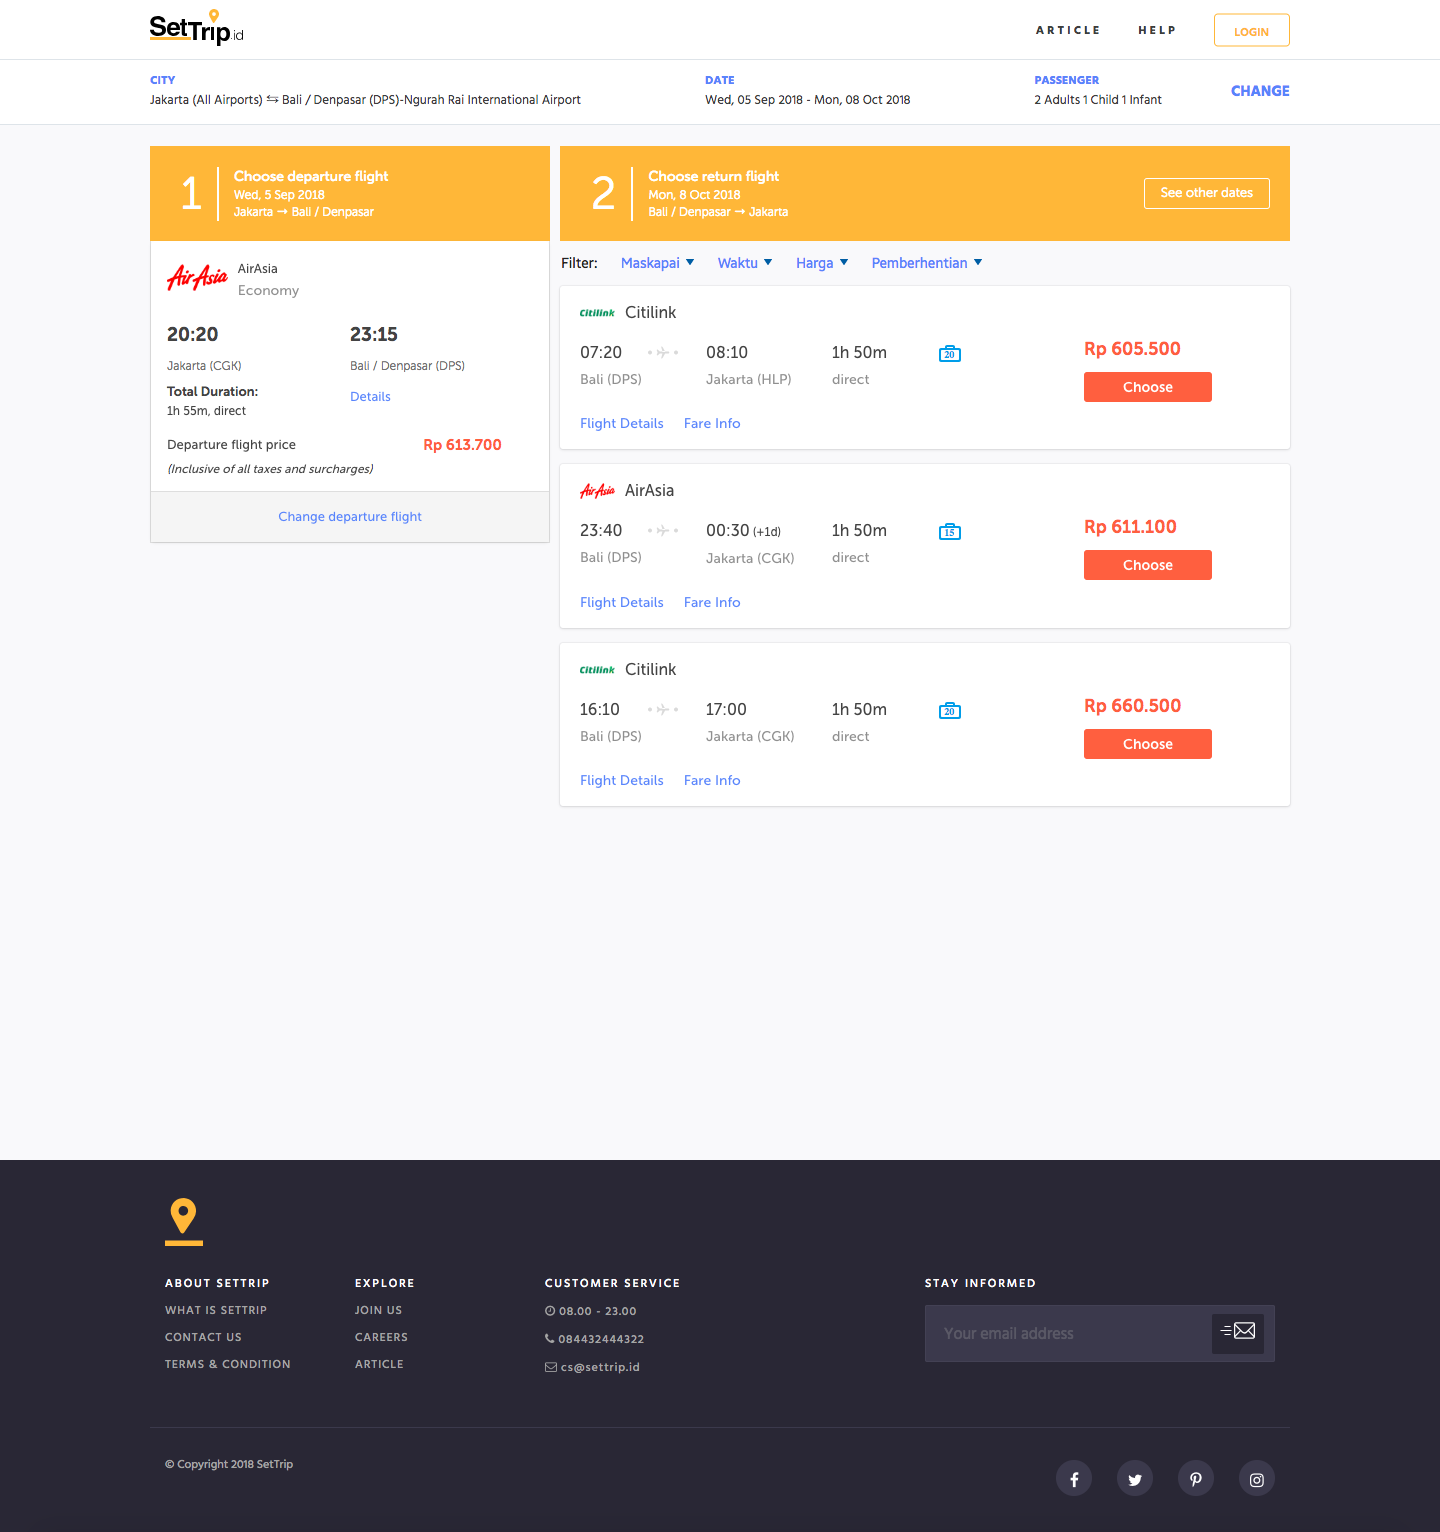 SetTrip.id
ARTICLE
HELP
LOGIN
CITY
Jakarta (All Airports) ⇆ Bali / Denpasar (DPS)-Ngurah Rai International Airport
DATE
Wed, 05 Sep 2018 - Mon, 08 Oct 2018
PASSENGER
2 Adults 1 Child 1 Infant
CHANGE
1
Choose departure flight
Wed, 5 Sep 2018
Jakarta → Bali / Denpasar
AirAsia
AirAsia
Economy
20:20
23:15
Jakarta (CGK)
Bali / Denpasar (DPS)
Total Duration:
1h 55m, direct
Details
Departure flight price
Rp 613.700
(Inclusive of all taxes and surcharges)
Change departure flight
2
Choose return flight
Mon, 8 Oct 2018
Bali / Denpasar → Jakarta
See other dates
Filter:
Maskapai
Waktu
Harga
Pemberhentian
Citilink
Citilink
07:20
08:10
1h 50m
20
Rp 605.500
Bali (DPS)
Jakarta (HLP)
direct
Choose
Flight Details
Fare Info
AirAsia
AirAsia
23:40
00:30 (+1d)
1h 50m
15
Rp 611.100
Bali (DPS)
Jakarta (CGK)
direct
Choose
Flight Details
Fare Info
Citilink
Citilink
16:10
17:00
1h 50m
20
Rp 660.500
Bali (DPS)
Jakarta (CGK)
direct
Choose
Flight Details
Fare Info
ABOUT SETTRIP
WHAT IS SETTRIP
CONTACT US
TERMS & CONDITION
EXPLORE
JOIN US
CAREERS
ARTICLE
CUSTOMER SERVICE
08.00 - 23.00
084432444322
cs@settrip.id
STAY INFORMED
Your email address
© Copyright 2018 SetTrip